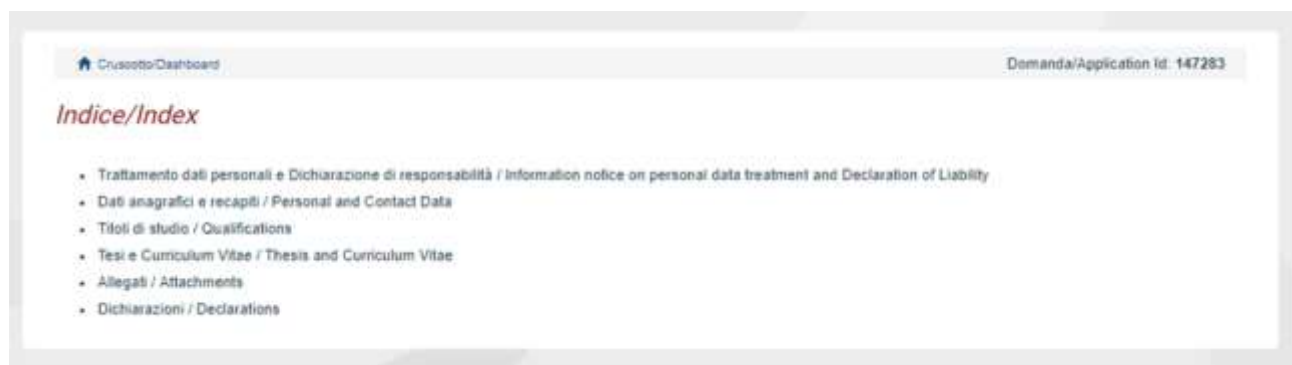 Cruscotto/Dashboard
Domanda/Application Id: 147283
Indice/Index
Trattamento dati personali e Dichiarazione di responsabilità / Information notice on personal data treatment and Declaration of Liability
Dati anagrafici e recapiti / Personal and Contact Data
Titoli di studio / Qualifications
Tesi e Curriculum Vitae / Thesis and Curriculum Vitae
Allegati / Attachments
Dichiarazioni / Declarations